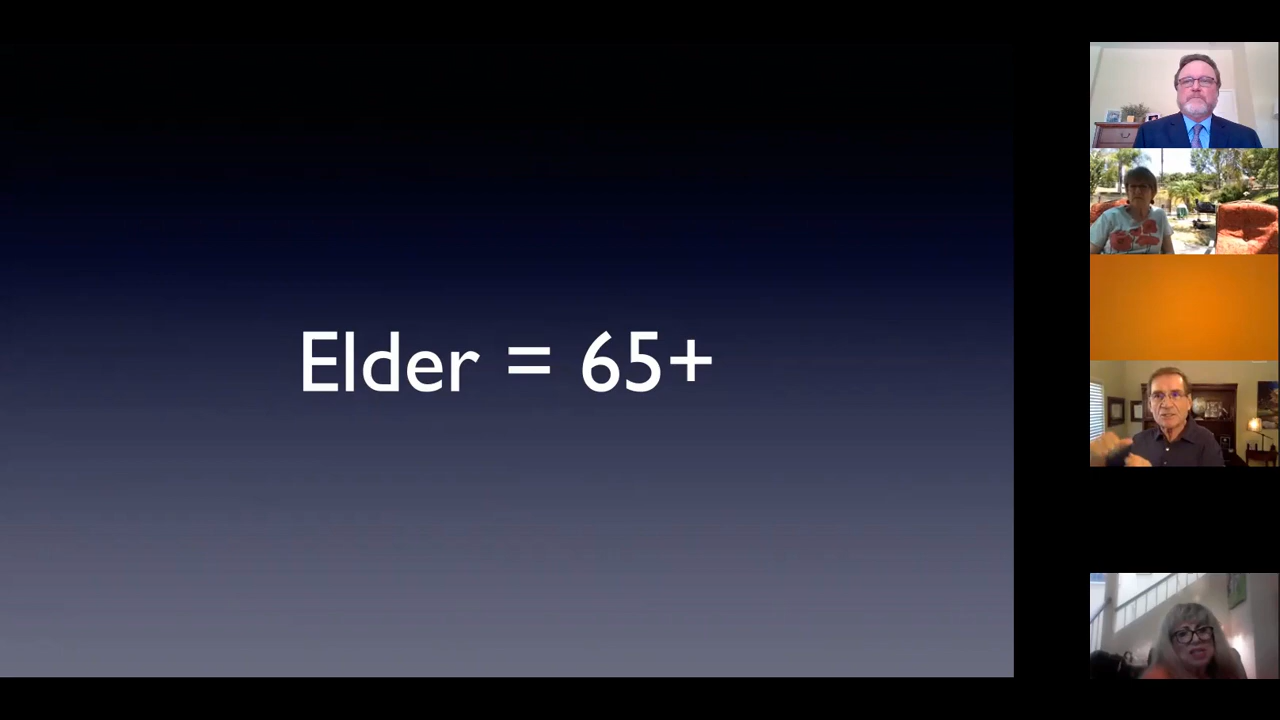 Elder = 65+